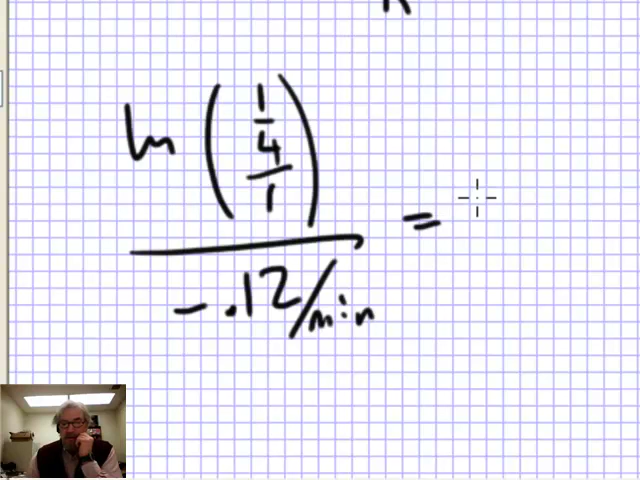 ln ( 1/4 / 1 ) =
- .12/min